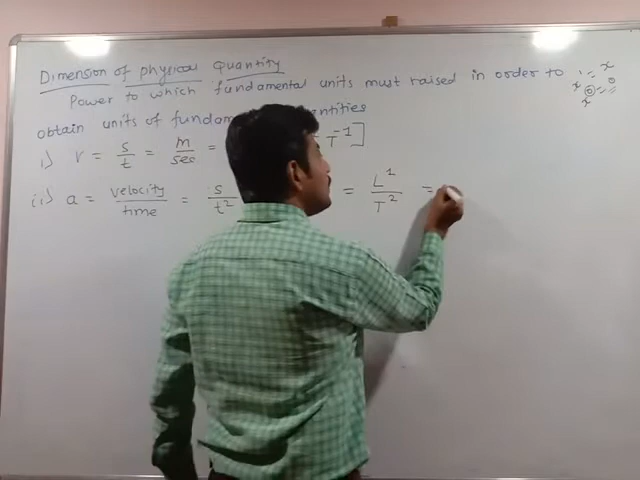 Dimension of physical Quantity
Power to which fundamental units must raised in order to
obtain units of fundam entities
i) v = s/t = m/sec = T⁻¹]
ii) a = velocity/time = s/t² = L¹/T² =